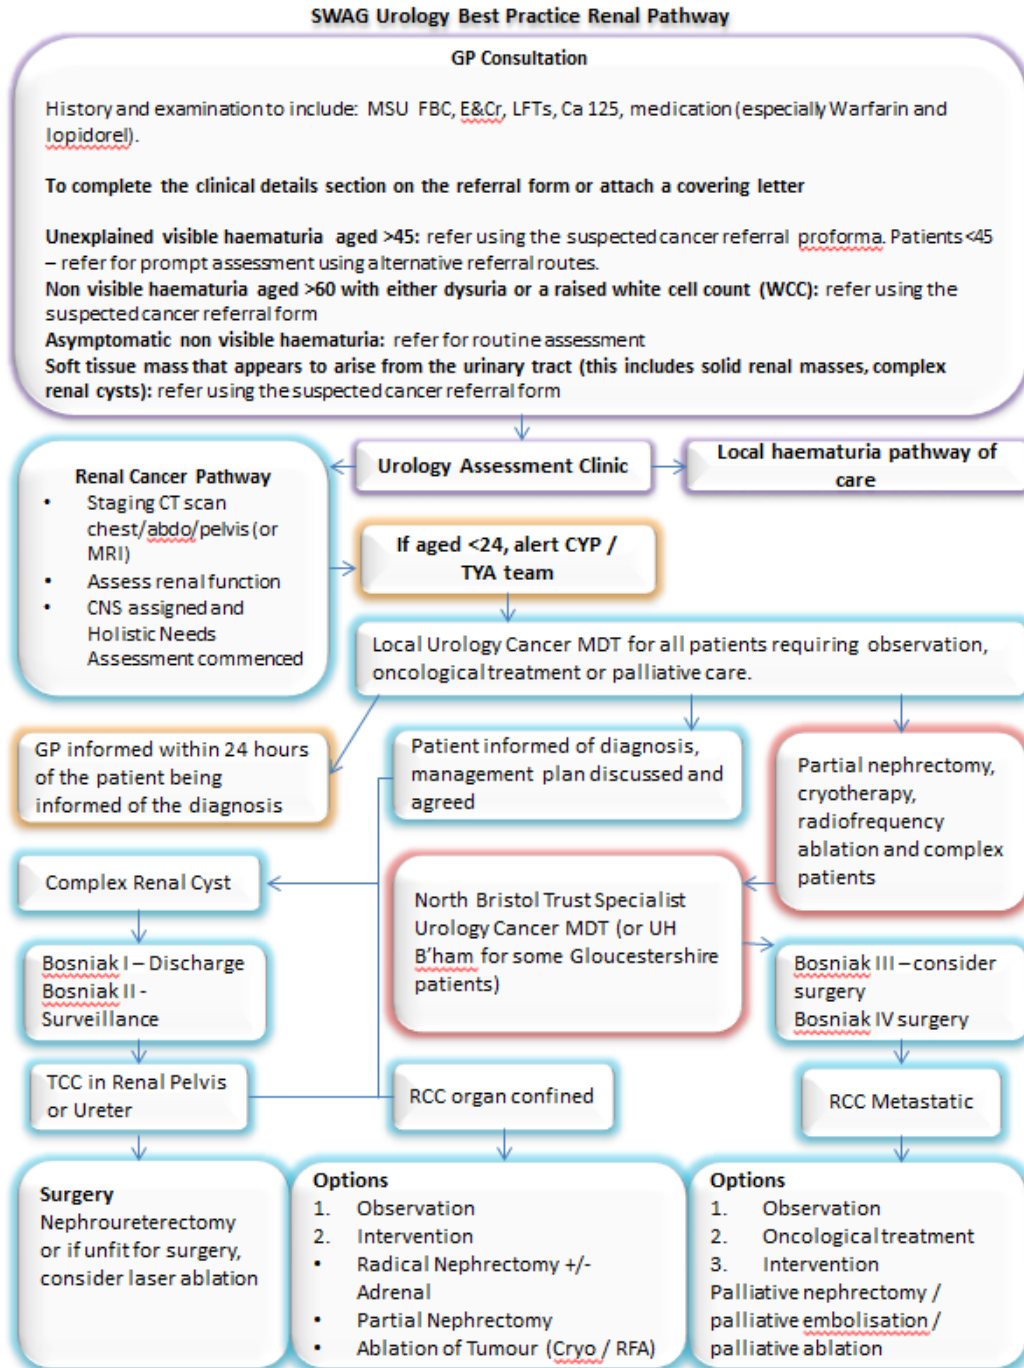 SWAG Urology Best Practice Renal Pathway
GP Consultation
History and examination to include: MSU FBC, E&Cr, LFTs, Ca 125, medication (especially Warfarin and
lopidorel).
To complete the clinical details section on the referral form or attach a covering letter
Unexplained visible haematuria aged >45: refer using the suspected cancer referral proforma. Patients <45
– refer for prompt assessment using alternative referral routes.
Non visible haematuria aged >60 with either dysuria or a raised white cell count (WCC): refer using the
suspected cancer referral form
Asymptomatic non visible haematuria: refer for routine assessment
Soft tissue mass that appears to arise from the urinary tract (this includes solid renal masses, complex
renal cysts): refer using the suspected cancer referral form
Urology Assessment Clinic
Local haematuria pathway of
care
Renal Cancer Pathway
• Staging CT scan
chest/abdo/pelvis (or
MRI)
• Assess renal function
• CNS assigned and
Holistic Needs
Assessment commenced
If aged <24, alert CYP /
TYA team
Local Urology Cancer MDT for all patients requiring observation,
oncological treatment or palliative care.
GP informed within 24 hours
of the patient being
informed of the diagnosis
Patient informed of diagnosis,
management plan discussed and
agreed
Partial nephrectomy,
cryotherapy,
radiofrequency
ablation and complex
patients
Complex Renal Cyst
North Bristol Trust Specialist
Urology Cancer MDT (or UH
B'ham for some Gloucestershire
patients)
Bosniak I – Discharge
Bosniak II -
Surveillance
Bosniak III – consider
surgery
Bosniak IV surgery
TCC in Renal Pelvis
or Ureter
RCC organ confined
RCC Metastatic
Surgery
Nephroureterectomy
or if unfit for surgery,
consider laser ablation
Options
1. Observation
2. Intervention
• Radical Nephrectomy +/-
Adrenal
• Partial Nephrectomy
• Ablation of Tumour (Cryo / RFA)
Options
1. Observation
2. Oncological treatment
3. Intervention
Palliative nephrectomy /
palliative embolisation /
palliative ablation